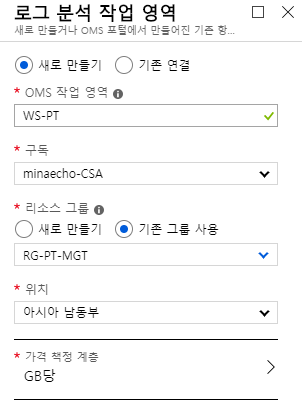 로그 분석 작업 영역
새로 만들거나 OMS 포털에서 만들어진 기존 항...
새로 만들기 기존 연결
* OMS 작업 영역
WS-PT
* 구독
minaecho-CSA
* 리소스 그룹
새로 만들기 기존 그룹 사용
RG-PT-MGT
* 위치
아시아 남동부
* 가격 책정 계층
GB당